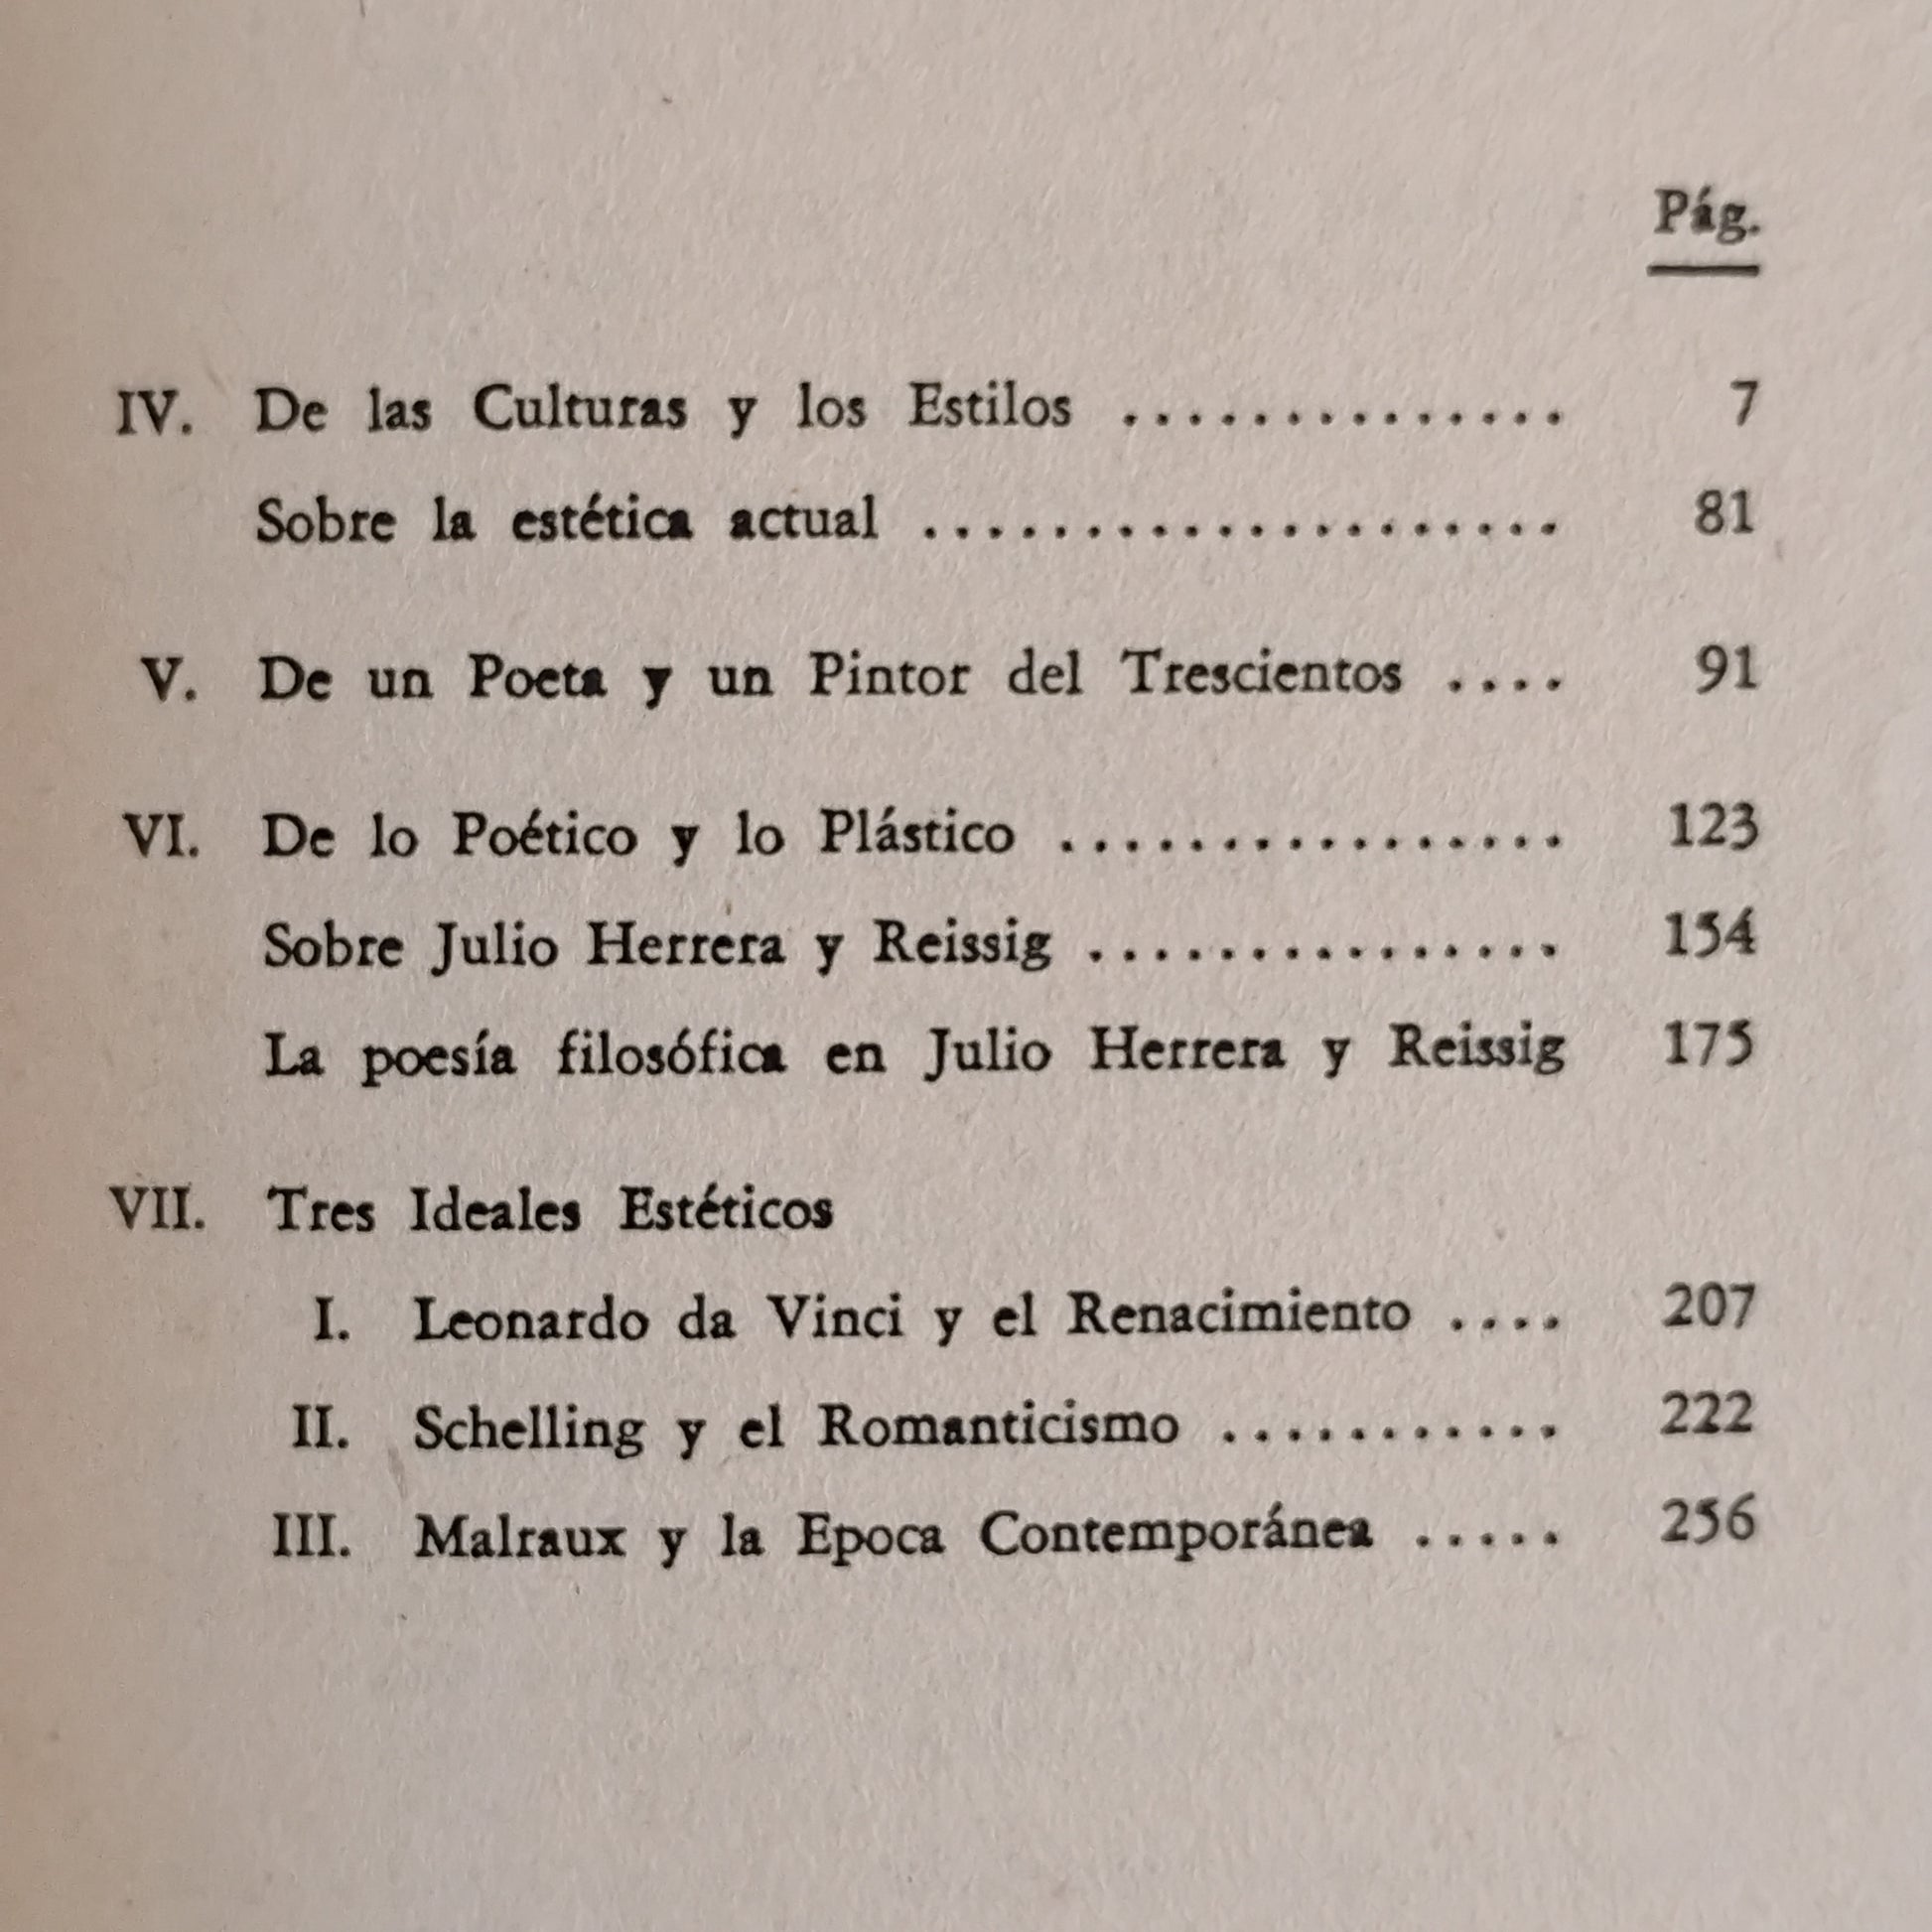 Pág.
IV. De las Culturas y los Estilos .............. 7
Sobre la estética actual .................... 81
V. De un Poeta y un Pintor del Trescientos .... 91
VI. De lo Poético y lo Plástico ................ 123
Sobre Julio Herrera y Reissig ............... 154
La poesía filosófica en Julio Herrera y Reissig 175
VII. Tres Ideales Estéticos
I. Leonardo da Vinci y el Renacimiento .... 207
II. Schelling y el Romanticismo ........... 222
III. Malraux y la Epoca Contemporánea ..... 256